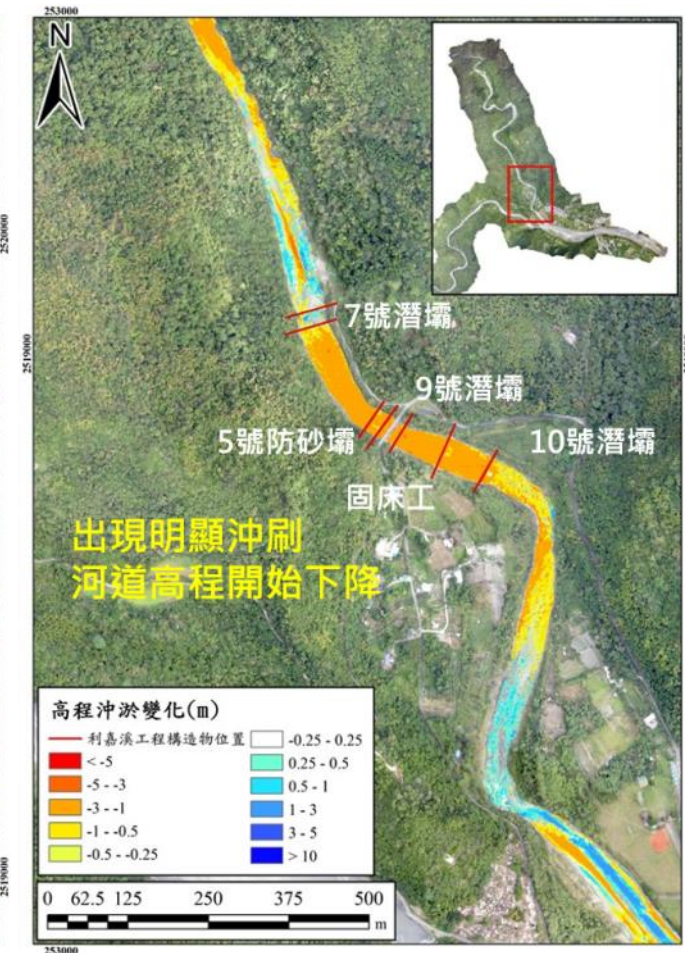 253000
N
2520000
2519000
7號潛壩
9號潛壩
5號防砂壩
10號潛壩
固床工
出現明顯沖刷
河道高程開始下降
高程沖淤變化(m)
利嘉溪工程構造物位置
< -5
-5 - -3
-3 - -1
-1 - -0.5
-0.5 - -0.25
-0.25 - 0.25
0.25 - 0.5
0.5 - 1
1 - 3
3 - 5
> 10
2519000
0 62.5 125 250 375 500
m
253000